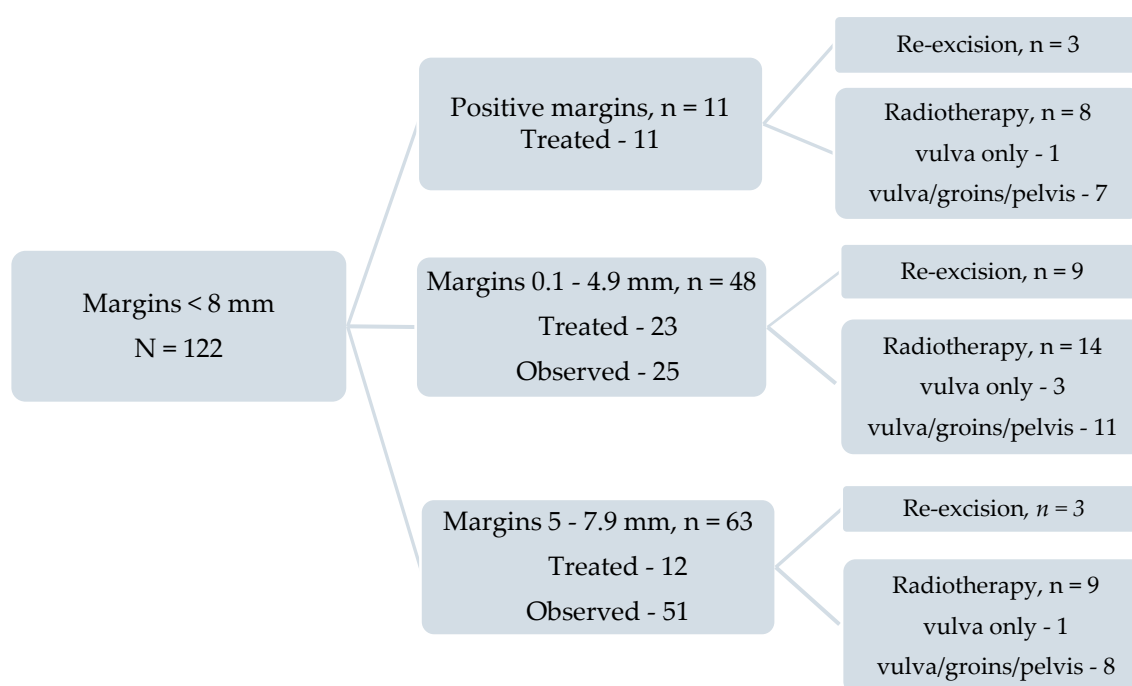 Margins < 8 mm
N = 122
Positive margins, n = 11
Treated - 11
Re-excision, n = 3
Radiotherapy, n = 8
vulva only - 1
vulva/groins/pelvis - 7
Margins 0.1 - 4.9 mm, n = 48
Treated - 23
Observed - 25
Re-excision, n = 9
Radiotherapy, n = 14
vulva only - 3
vulva/groins/pelvis - 11
Margins 5 - 7.9 mm, n = 63
Treated - 12
Observed - 51
Re-excision, n = 3
Radiotherapy, n = 9
vulva only - 1
vulva/groins/pelvis - 8